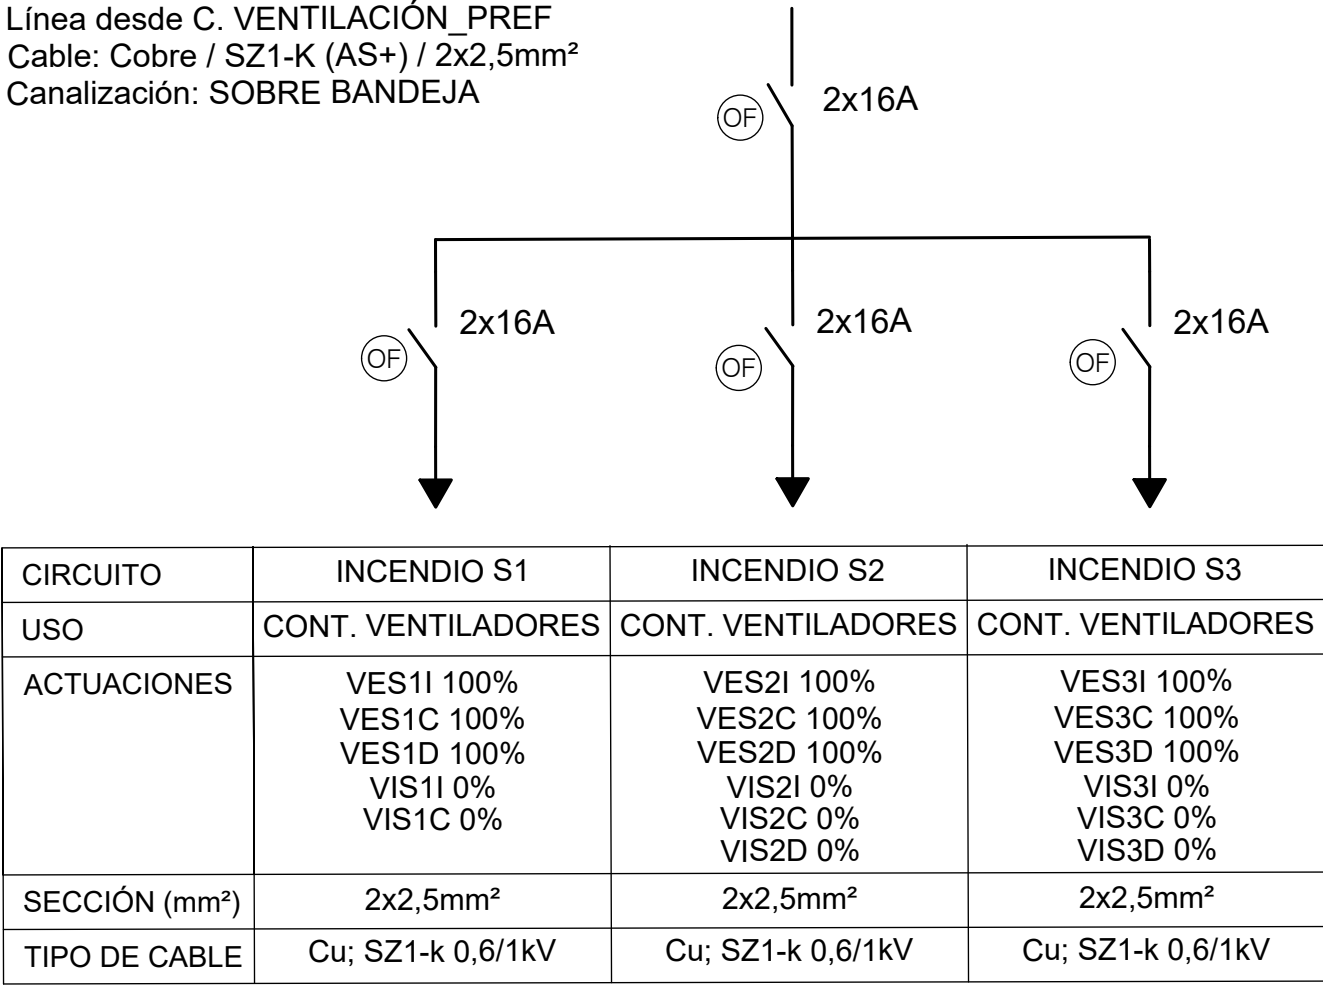 Línea desde C. VENTILACIÓN_PREF
Cable: Cobre / SZ1-K (AS+) / 2x2,5mm²
Canalización: SOBRE BANDEJA
OF
2x16A
OF
2x16A
OF
2x16A
OF
2x16A
CIRCUITO
INCENDIO S1
INCENDIO S2
INCENDIO S3
USO
CONT. VENTILADORES
CONT. VENTILADORES
CONT. VENTILADORES
ACTUACIONES
VES1I 100%
VES1C 100%
VES1D 100%
VIS1I 0%
VIS1C 0%
VES2I 100%
VES2C 100%
VES2D 100%
VIS2I 0%
VIS2C 0%
VIS2D 0%
VES3I 100%
VES3C 100%
VES3D 100%
VIS3I 0%
VIS3C 0%
VIS3D 0%
SECCIÓN (mm²)
2x2,5mm²
2x2,5mm²
2x2,5mm²
TIPO DE CABLE
Cu; SZ1-k 0,6/1kV
Cu; SZ1-k 0,6/1kV
Cu; SZ1-k 0,6/1kV